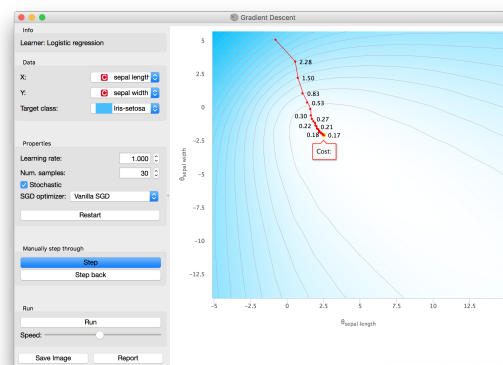 Gradient Descent
Info
Learner: Logistic regression
Data
X: C sepal length
Y: C sepal width
Target class: Iris-setosa
Properties
Learning rate: 1.000
Num. samples: 30
Stochastic
SGD optimizer: Vanilla SGD
Restart
Manually step through
Step
Step back
Run
Run
Speed:
Save Image Report
5
2.5
0
−2.5
−5
−7.5
−10
−12.5
θsepal width
2.28
1.50
0.83
0.53
0.30 0.27
0.22 0.21
0.18 0.17
Cost:
−5 −2.5 0 2.5 5 7.5 10 12.5
θsepal length